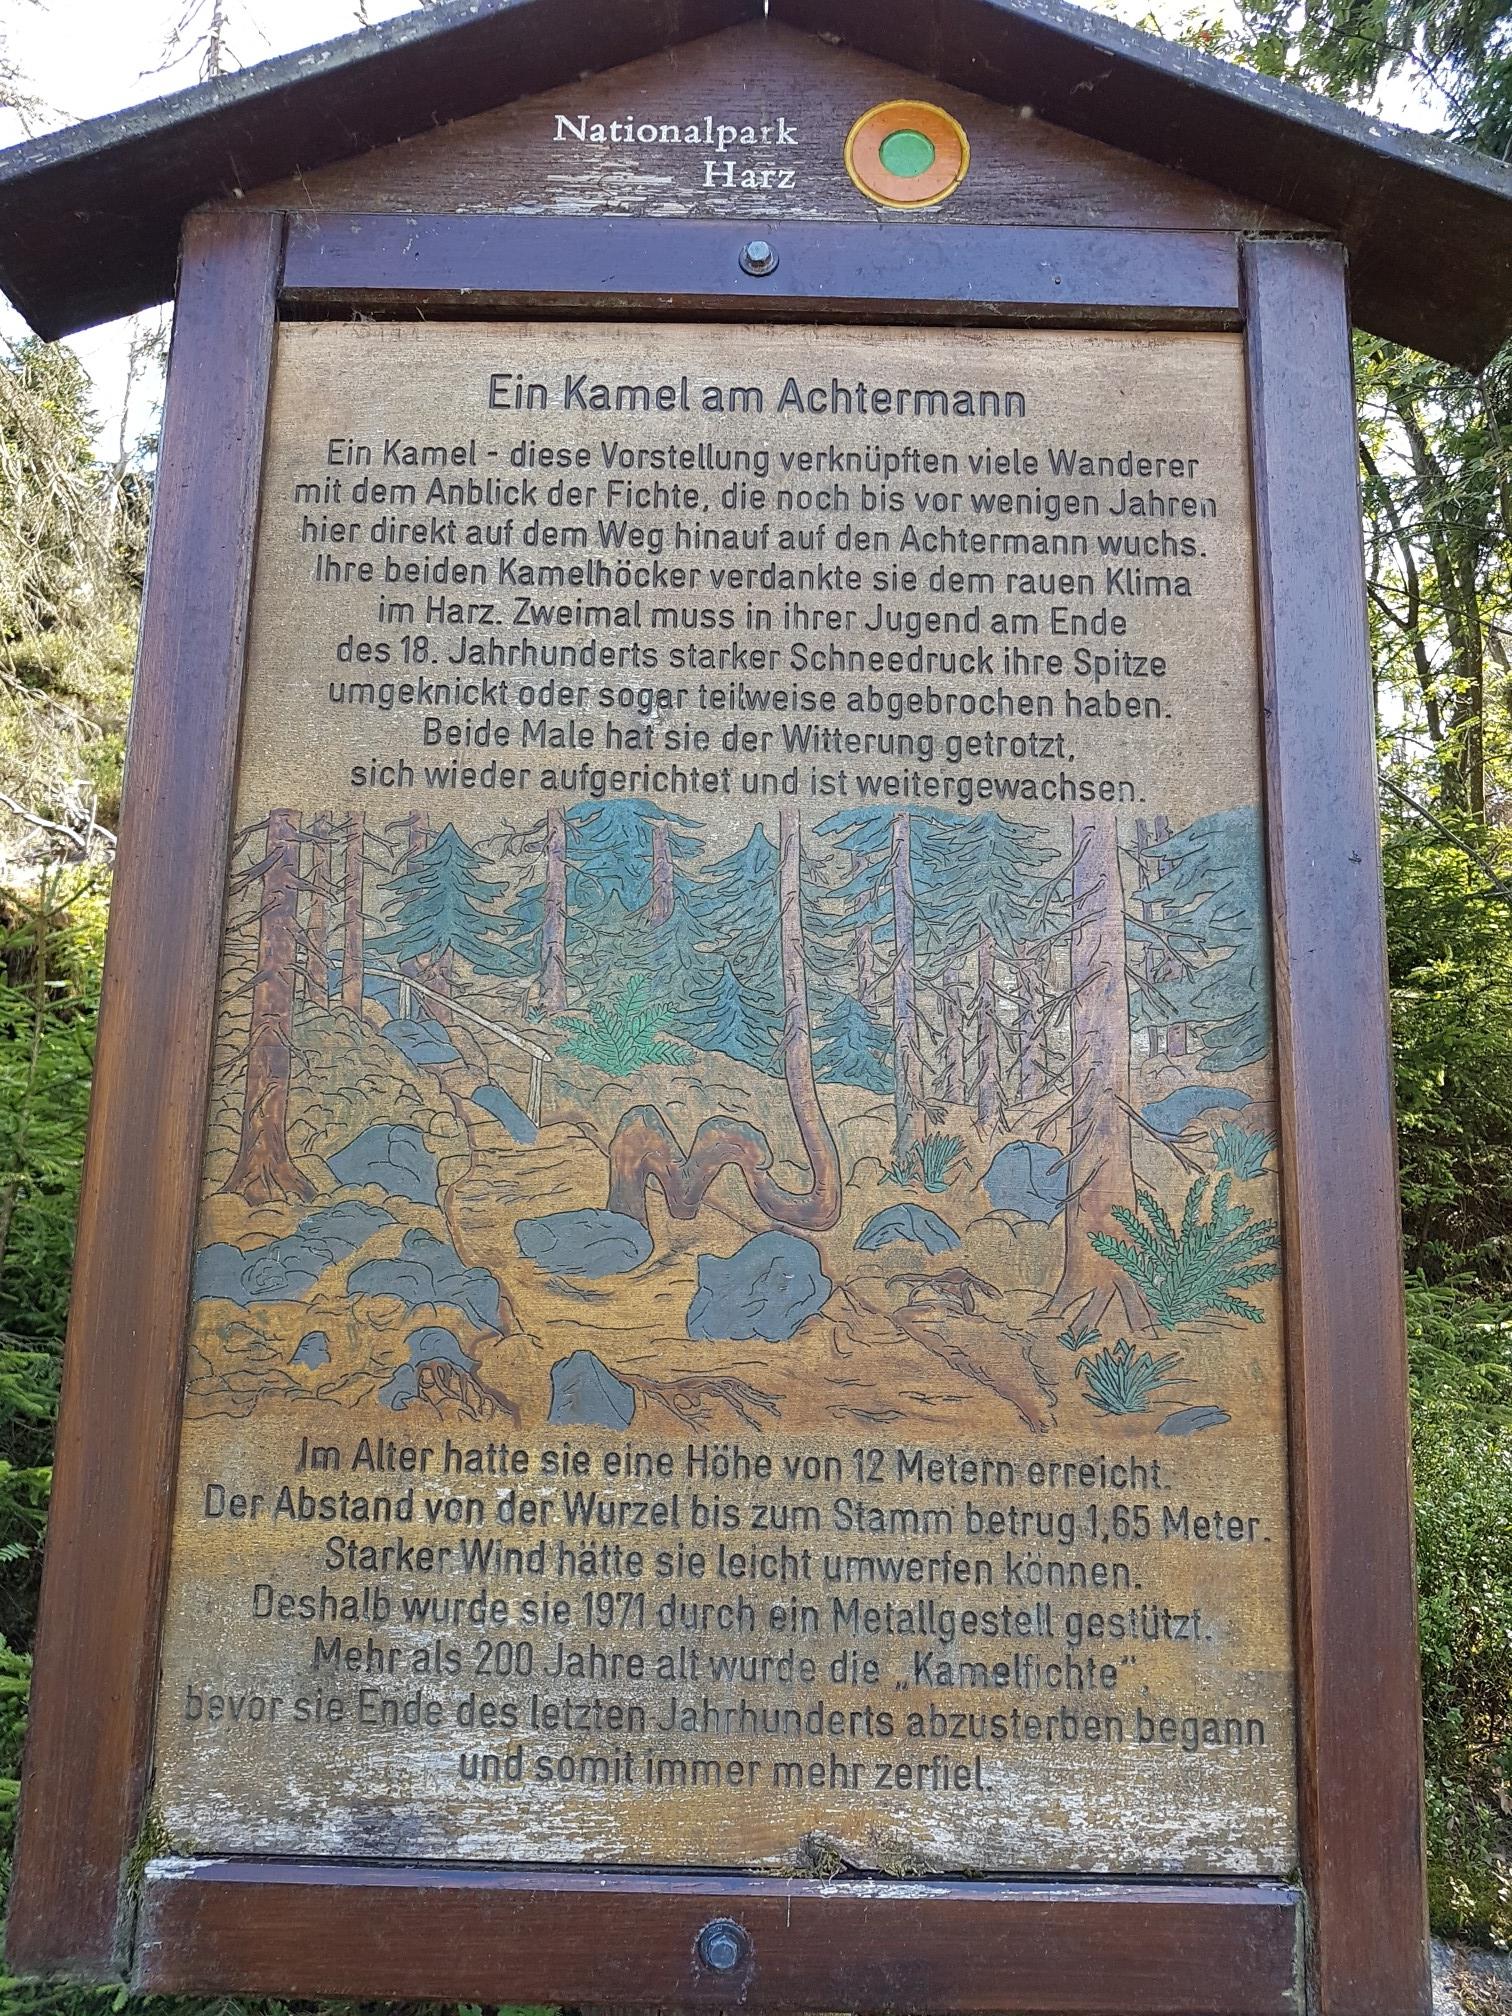 Nationalpark
Harz
Ein Kamel am Achtermann
Ein Kamel - diese Vorstellung verknüpften viele Wanderer
mit dem Anblick der Fichte, die noch bis vor wenigen Jahren
hier direkt auf dem Weg hinauf auf den Achtermann wuchs.
Ihre beiden Kamelhöcker verdankte sie dem rauen Klima
im Harz. Zweimal muss in ihrer Jugend am Ende
des 18. Jahrhunderts starker Schneedruck ihre Spitze
umgeknickt oder sogar teilweise abgebrochen haben.
Beide Male hat sie der Witterung getrotzt,
sich wieder aufgerichtet und ist weitergewachsen.
Im Alter hatte sie eine Höhe von 12 Metern erreicht.
Der Abstand von der Wurzel bis zum Stamm betrug 1,65 Meter.
Starker Wind hätte sie leicht umwerfen können.
Deshalb wurde sie 1971 durch ein Metallgestell gestützt.
Mehr als 200 Jahre alt wurde die „Kamelfichte“,
bevor sie Ende des letzten Jahrhunderts abzusterben begann
und somit immer mehr zerfiel.